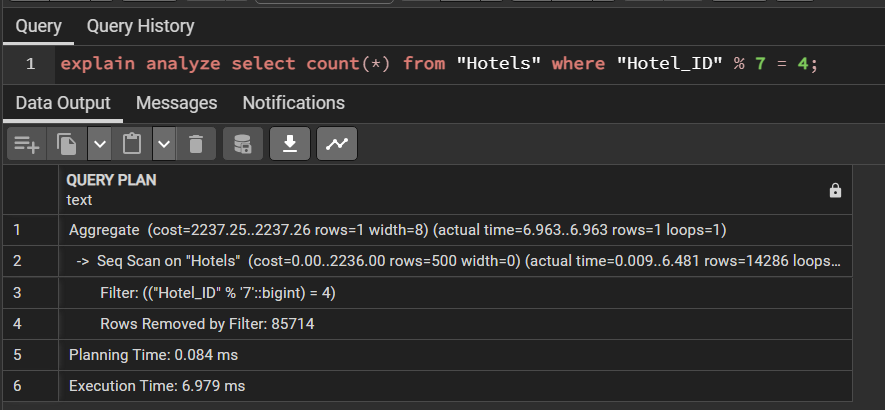 Query Query History
1 explain analyze select count(*) from "Hotels" where "Hotel_ID" % 7 = 4;
Data Output Messages Notifications
QUERY PLAN
text
1 Aggregate (cost=2237.25..2237.26 rows=1 width=8) (actual time=6.963..6.963 rows=1 loops=1)
2 -> Seq Scan on "Hotels" (cost=0.00..2236.00 rows=500 width=0) (actual time=0.009..6.481 rows=14286 loops…
3 Filter: (("Hotel_ID" % '7'::bigint) = 4)
4 Rows Removed by Filter: 85714
5 Planning Time: 0.084 ms
6 Execution Time: 6.979 ms